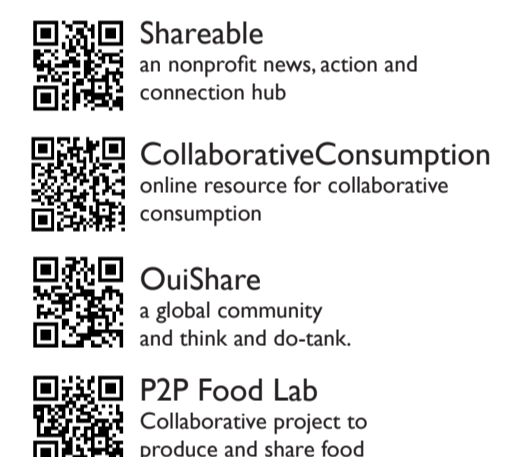 Shareable
an nonprofit news, action and
connection hub
CollaborativeConsumption
online resource for collaborative
consumption
OuiShare
a global community
and think and do-tank.
P2P Food Lab
Collaborative project to
produce and share food